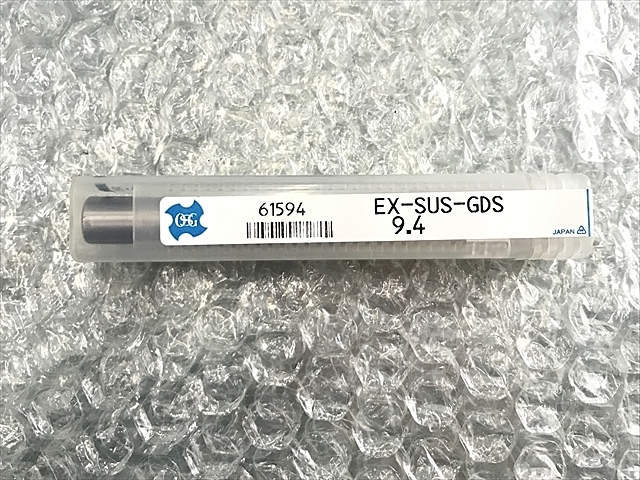 OSG
61594
EX-SUS-GDS
9.4
JAPAN